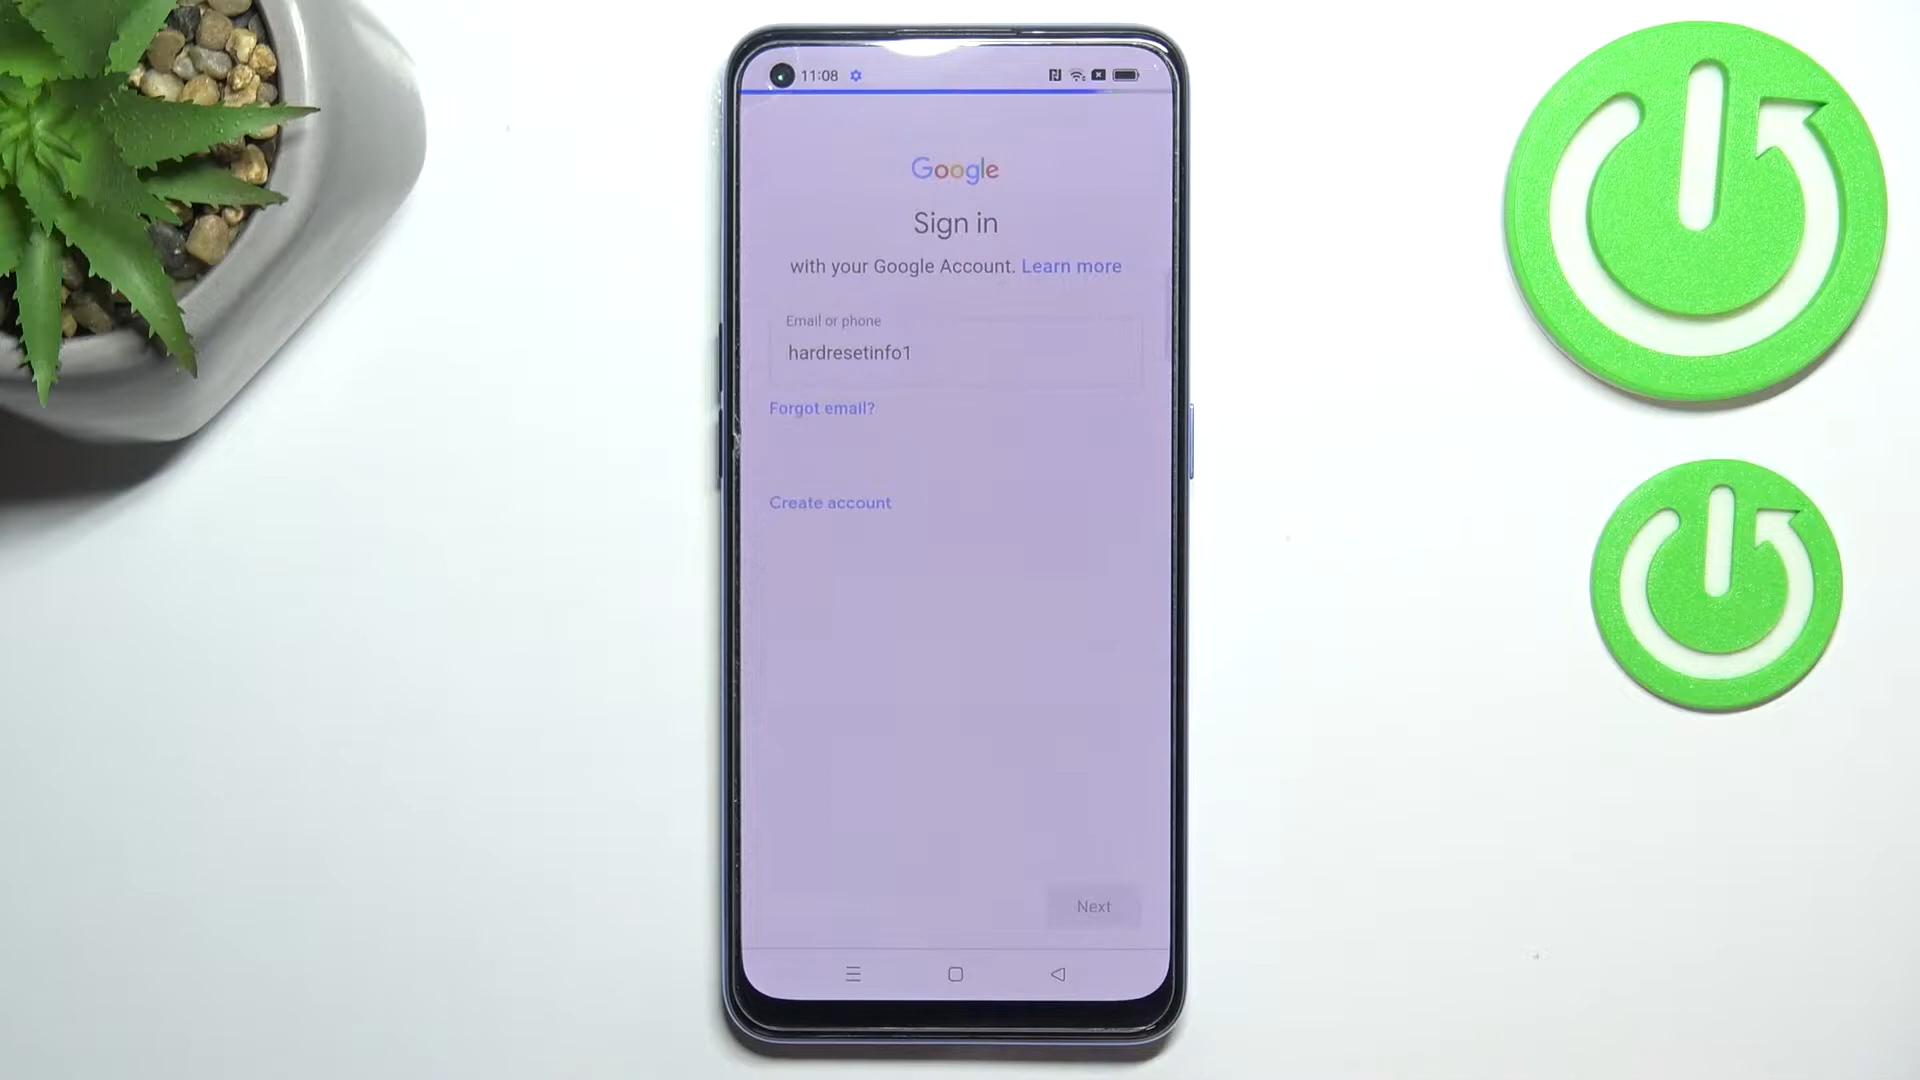 11:08
Google
Sign in
with your Google Account. Learn more
Email or phone
hardresetinfo1
Forgot email?
Create account
Next